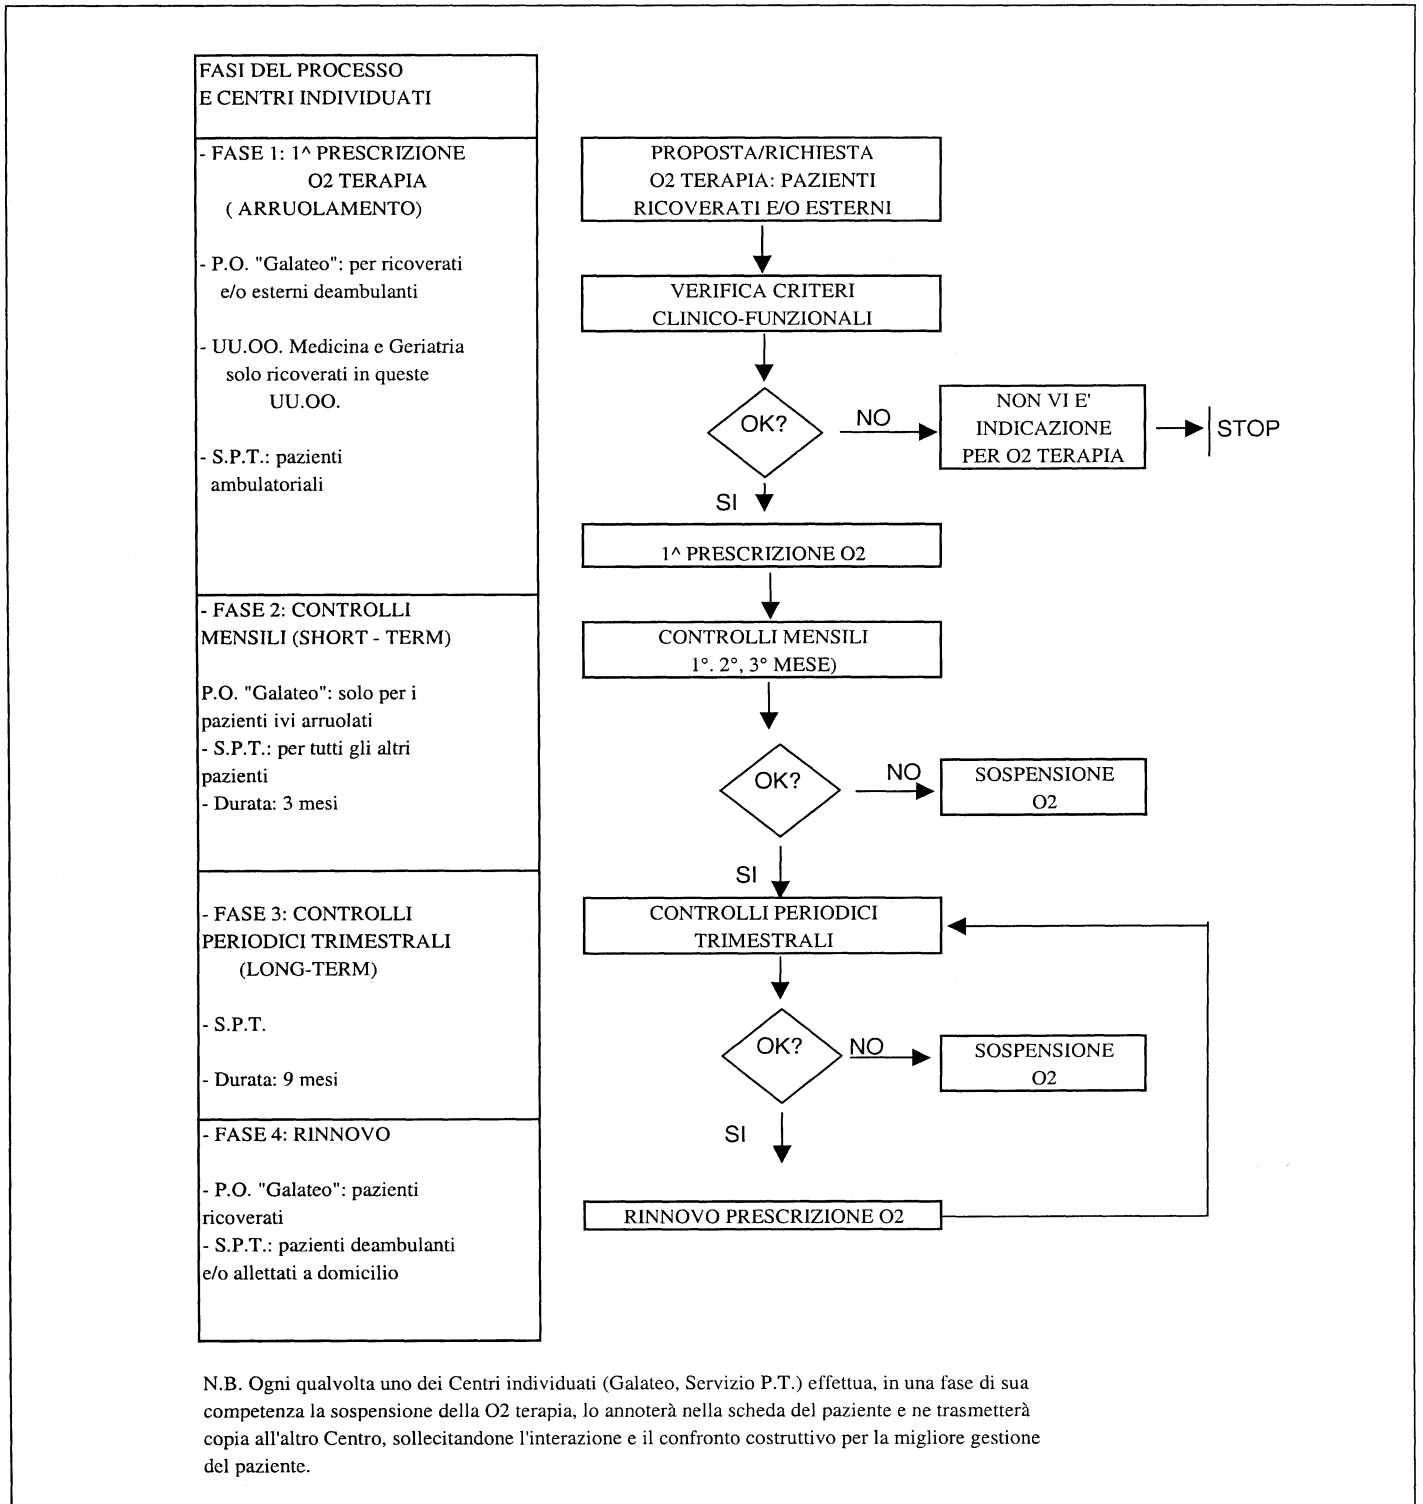 FASI DEL PROCESSO
E CENTRI INDIVIDUATI
- FASE 1: 1^ PRESCRIZIONE
O2 TERAPIA
( ARRUOLAMENTO)
- P.O. "Galateo": per ricoverati
e/o esterni deambulanti
- UU.OO. Medicina e Geriatria
solo ricoverati in queste
UU.OO.
- S.P.T.: pazienti
ambulatoriali
- FASE 2: CONTROLLI
MENSILI (SHORT - TERM)
P.O. "Galateo": solo per i
pazienti ivi arruolati
- S.P.T.: per tutti gli altri
pazienti
- Durata: 3 mesi
- FASE 3: CONTROLLI
PERIODICI TRIMESTRALI
(LONG-TERM)
- S.P.T.
- Durata: 9 mesi
- FASE 4: RINNOVO
- P.O. "Galateo": pazienti
ricoverati
- S.P.T.: pazienti deambulanti
e/o allettati a domicilio
PROPOSTA/RICHIESTA
O2 TERAPIA: PAZIENTI
RICOVERATI E/O ESTERNI
VERIFICA CRITERI
CLINICO-FUNZIONALI
OK?
NO
NON VI E'
INDICAZIONE
PER O2 TERAPIA
STOP
SI
1^ PRESCRIZIONE O2
CONTROLLI MENSILI
1°. 2°, 3° MESE)
OK?
NO
SOSPENSIONE
O2
SI
CONTROLLI PERIODICI
TRIMESTRALI
OK?
NO
SOSPENSIONE
O2
SI
RINNOVO PRESCRIZIONE O2
N.B. Ogni qualvolta uno dei Centri individuati (Galateo, Servizio P.T.) effettua, in una fase di sua
competenza la sospensione della O2 terapia, lo annoterà nella scheda del paziente e ne trasmetterà
copia all'altro Centro, sollecitandone l'interazione e il confronto costruttivo per la migliore gestione
del paziente.